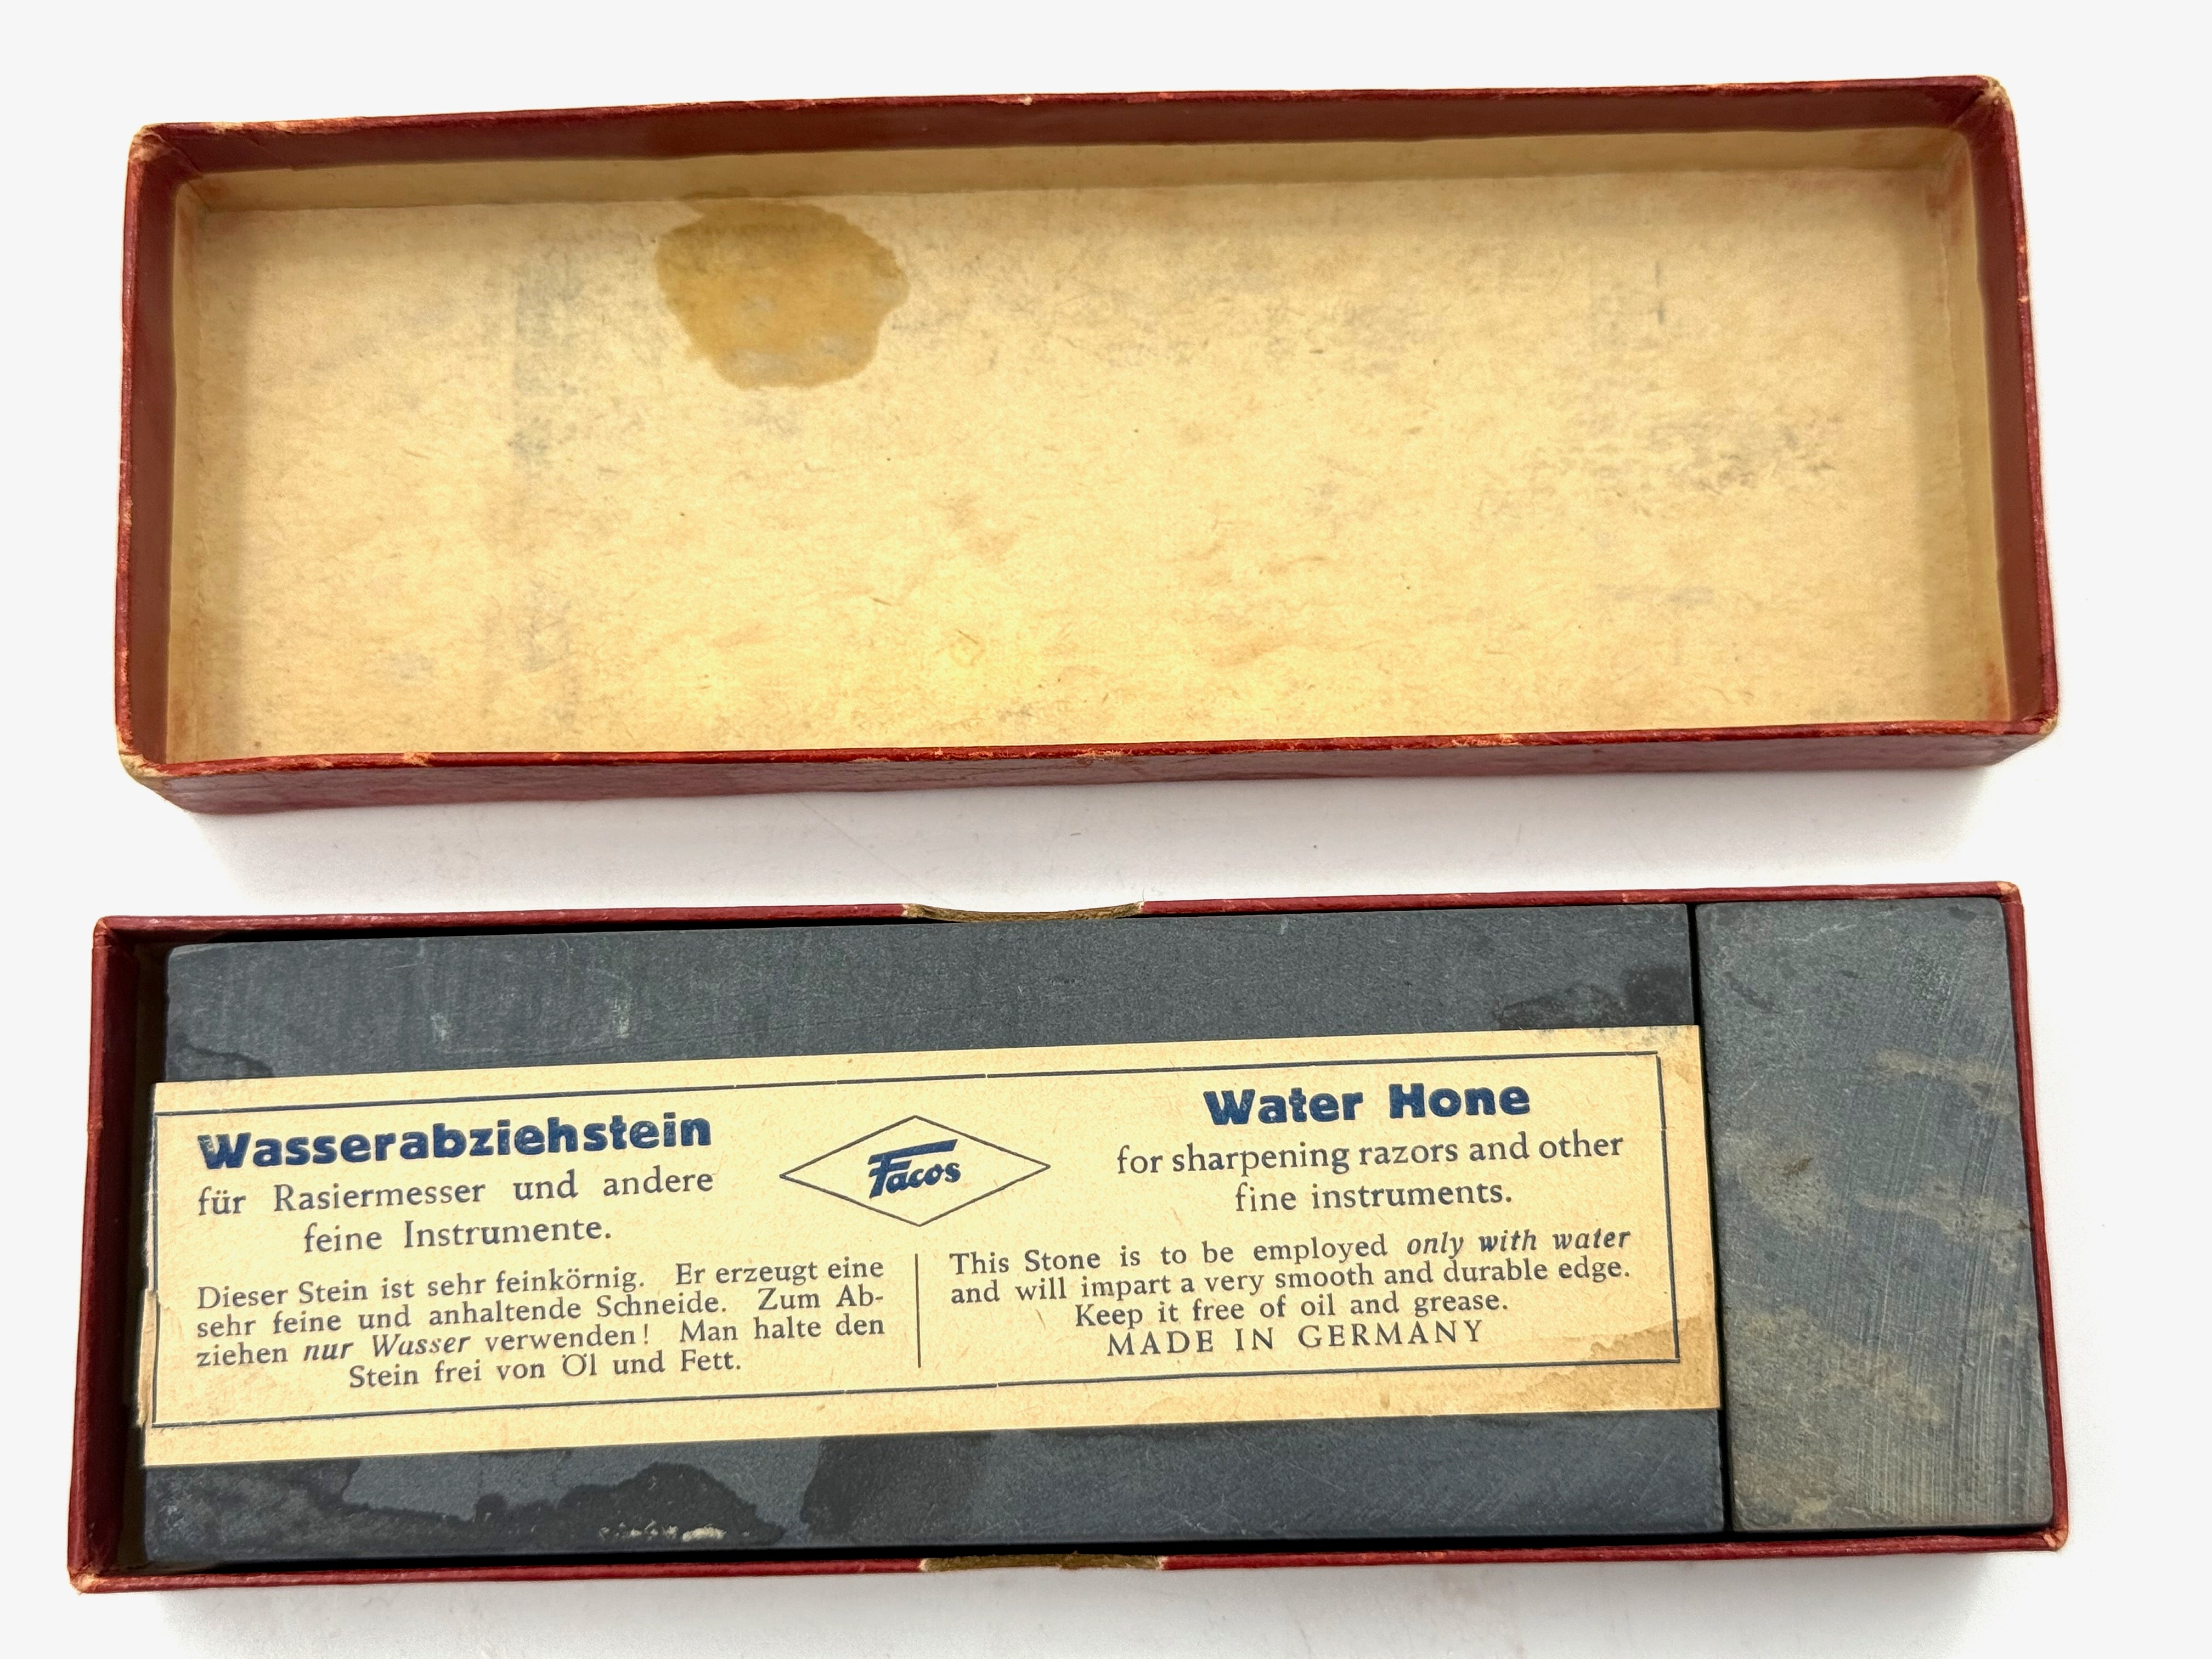 Wasserabziehstein
für Rasiermesser und andere
feine Instrumente.
Dieser Stein ist sehr feinkörnig. Er erzeugt eine
sehr feine und anhaltende Schneide. Zum Ab-
ziehen nur Wasser verwenden! Man halte den
Stein frei von Öl und Fett.
Facos
Water Hone
for sharpening razors and other
fine instruments.
This Stone is to be employed only with water
and will impart a very smooth and durable edge.
Keep it free of oil and grease.
MADE IN GERMANY